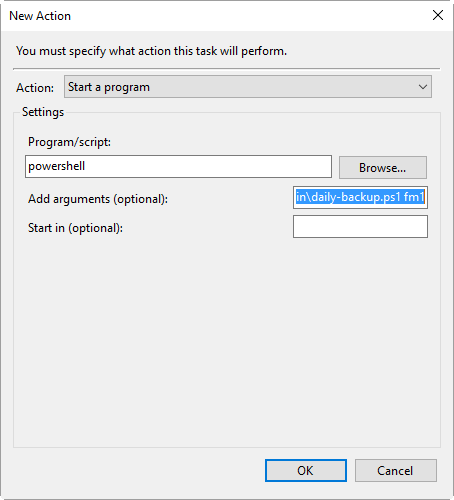 New Action
You must specify what action this task will perform.
Action: Start a program
Settings
Program/script:
powershell
Browse...
Add arguments (optional): in\daily-backup.ps1 fm1
Start in (optional):
OK Cancel